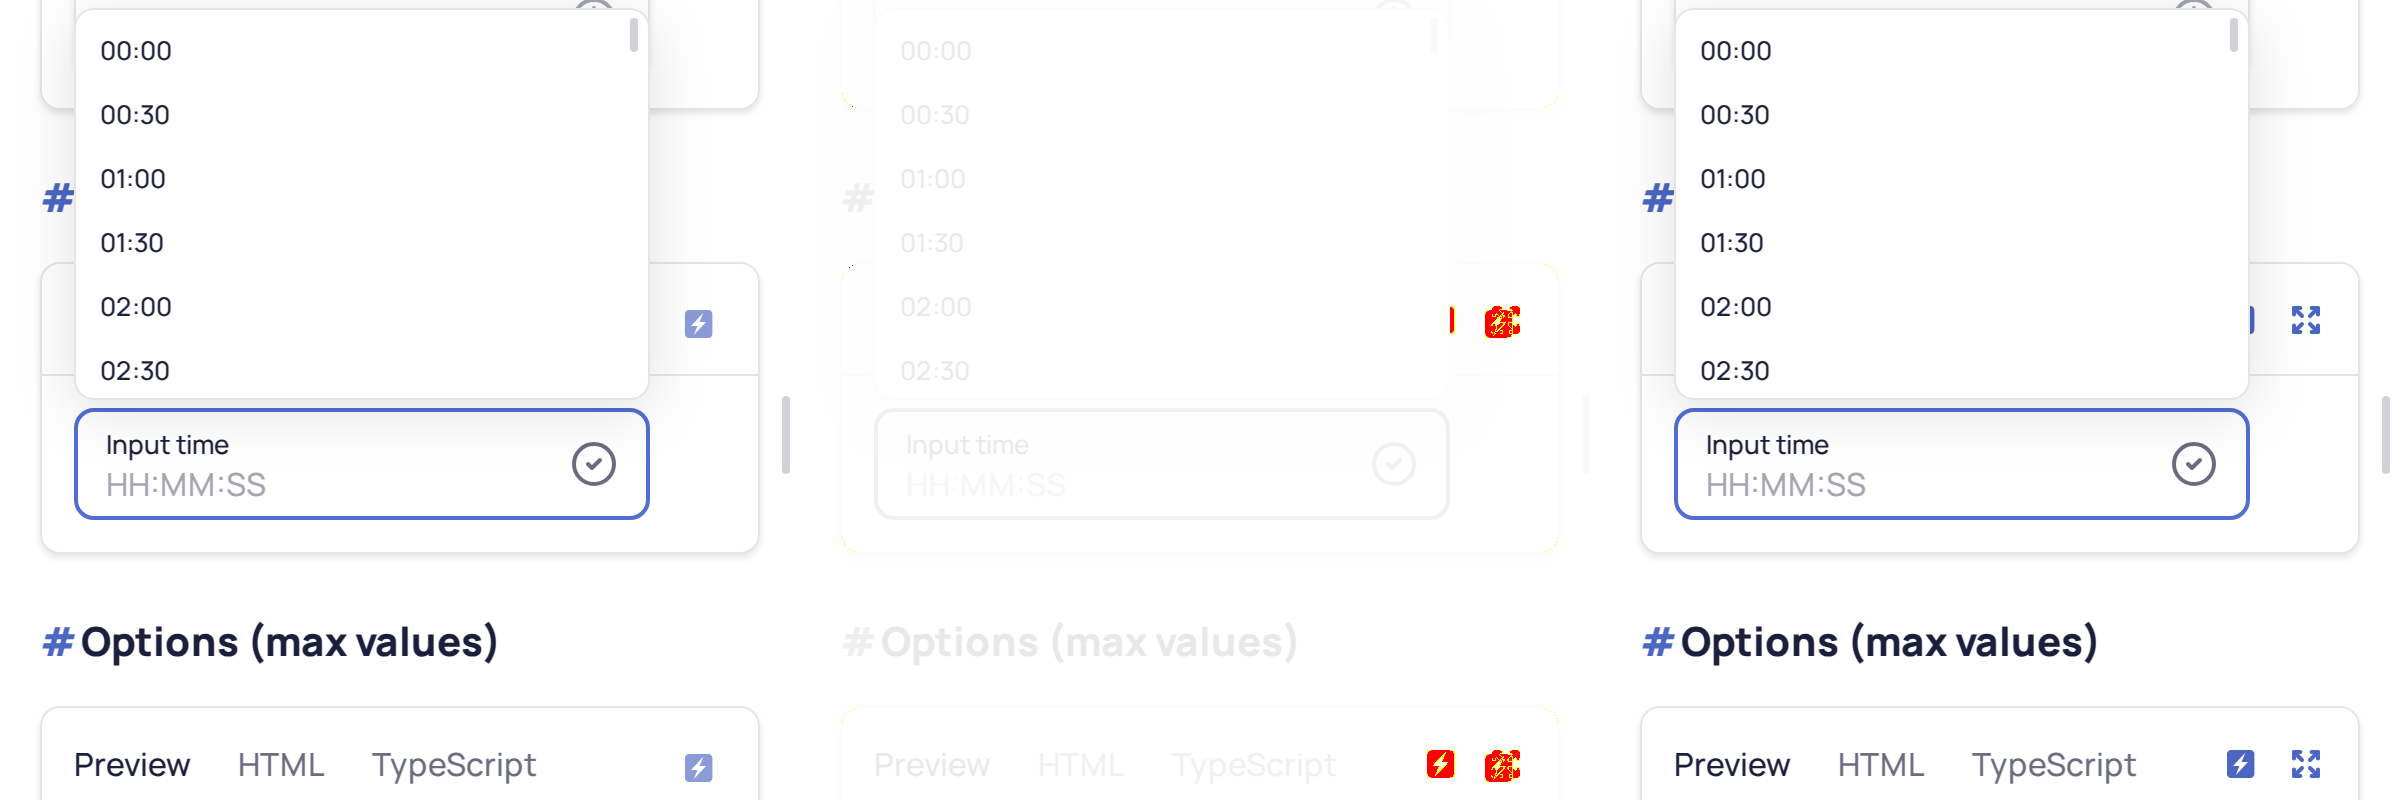 00:00
00:30
01:00
01:30
02:00
02:30
#
Input time
HH:MM:SS
# Options (max values)
Preview HTML TypeScript
00:00
00:30
01:00
01:30
02:00
02:30
#
Input time
HH:MM:SS
# Options (max values)
Preview HTML TypeScript
00:00
00:30
01:00
01:30
02:00
02:30
#
Input time
HH:MM:SS
# Options (max values)
Preview HTML TypeScript